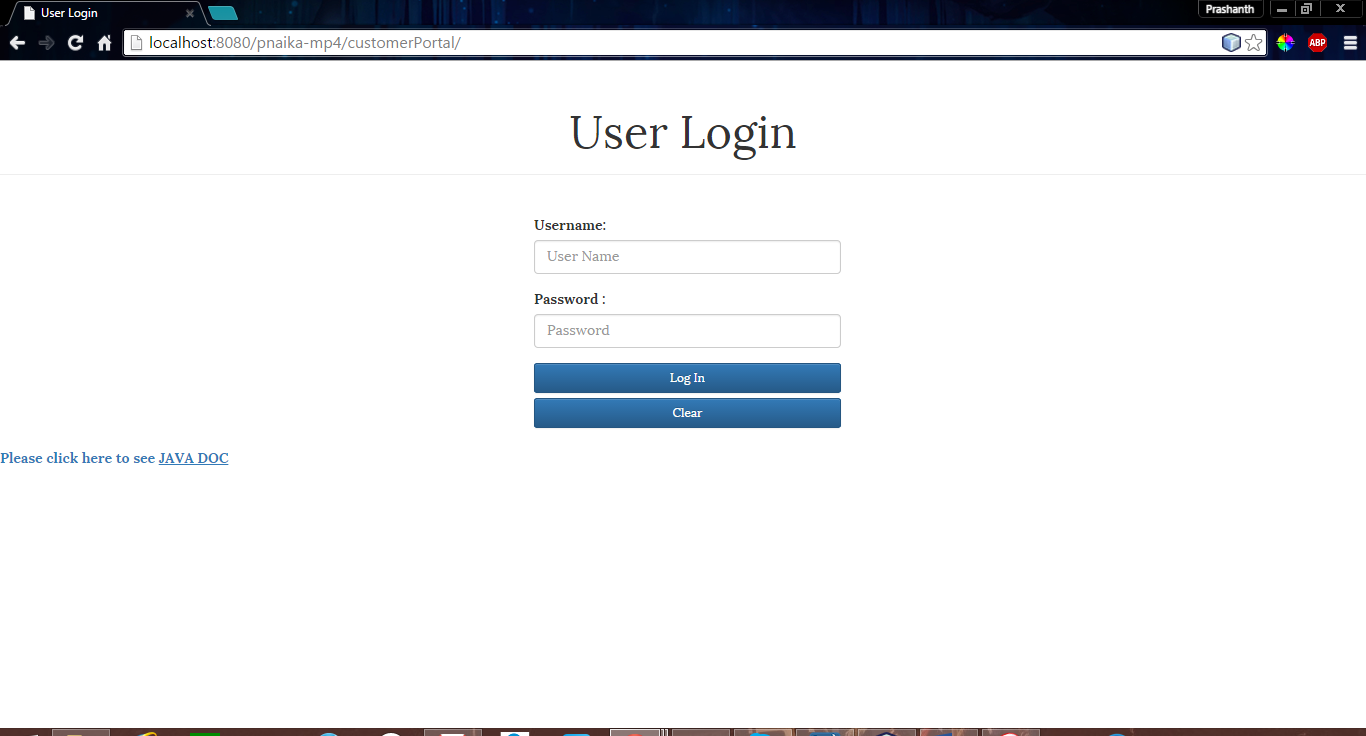 User Login
Prashanth
localhost:8080/pnaika-mp4/customerPortal/
ABP
User Login
Username:
User Name
Password :
Password
Log In
Clear
Please click here to see JAVA DOC